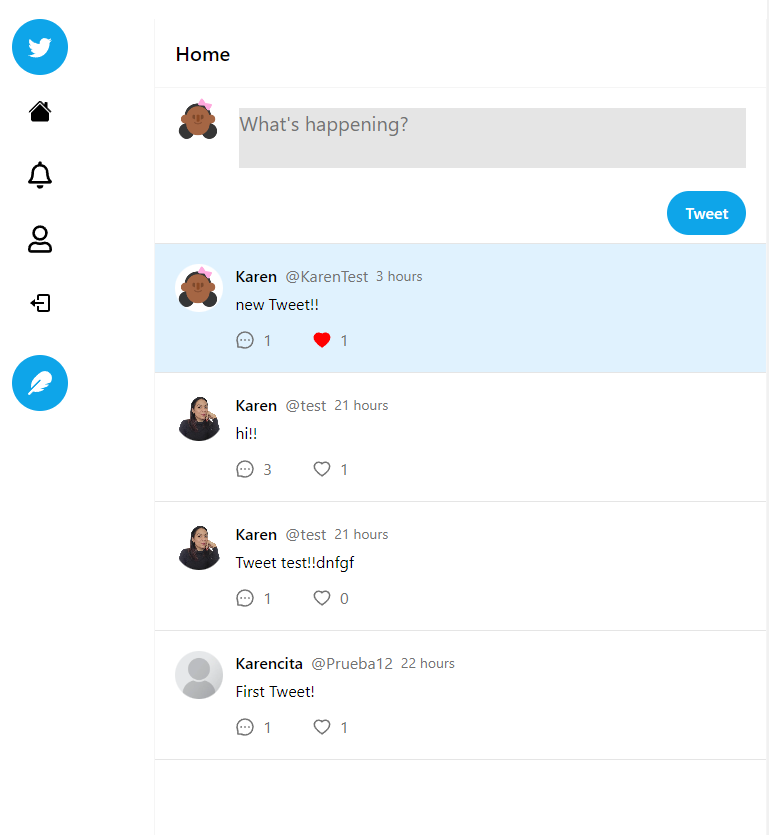 Home
What's happening?
Tweet
Karen @KarenTest 3 hours
new Tweet!!
1 1
Karen @test 21 hours
hi!!
3 1
Karen @test 21 hours
Tweet test!!dnfgf
1 0
Karencita @Prueba12 22 hours
First Tweet!
1 1